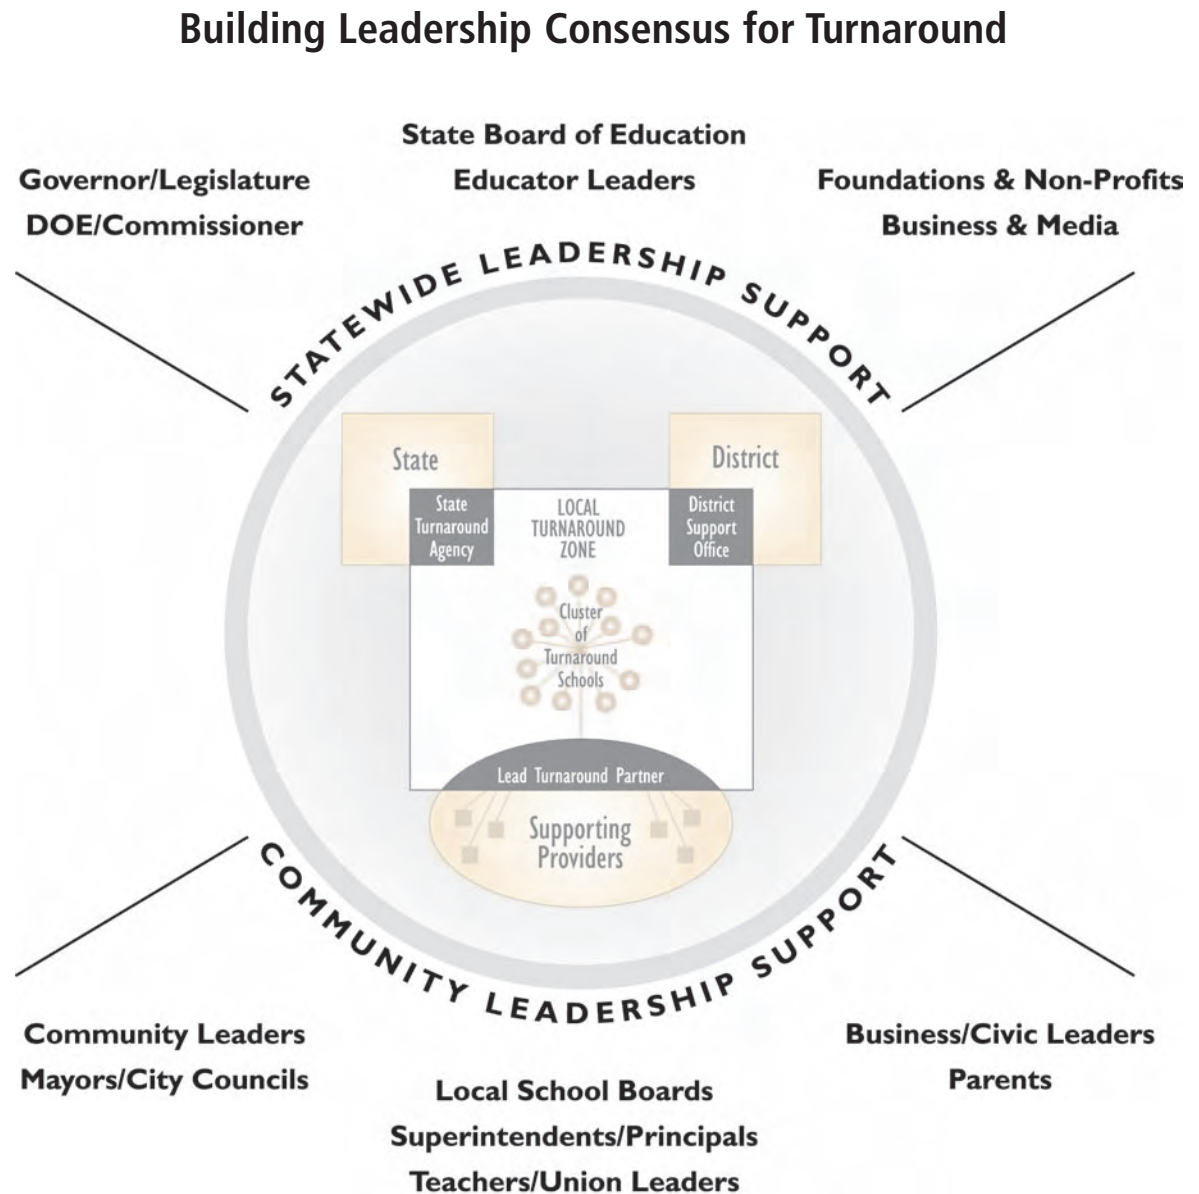 Building Leadership Consensus for Turnaround
State Board of Education
Educator Leaders
Governor/Legislature
DOE/Commissioner
Foundations & Non-Profits
Business & Media
STATEWIDE LEADERSHIP SUPPORT
State
District
State
Turnaround
Agency
LOCAL
TURNAROUND
ZONE
District
Support
Office
Cluster
of
Turnaround
Schools
Lead Turnaround Partner
Supporting
Providers
COMMUNITY LEADERSHIP SUPPORT
Community Leaders
Mayors/City Councils
Local School Boards
Superintendents/Principals
Teachers/Union Leaders
Business/Civic Leaders
Parents